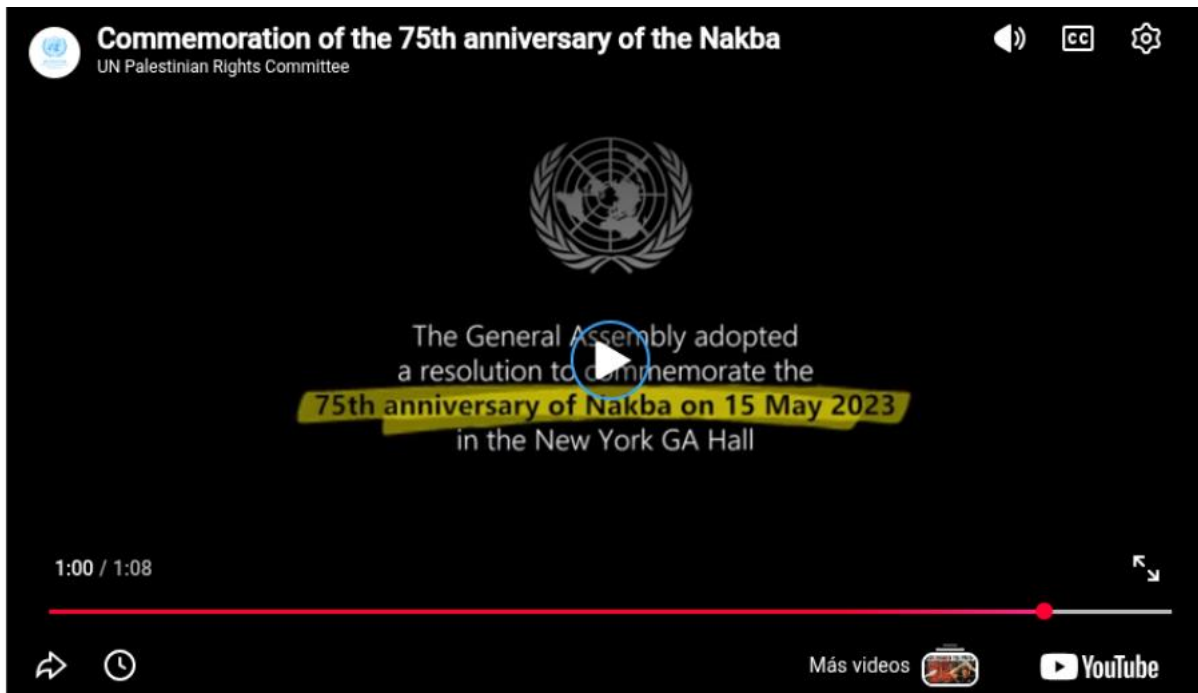 Commemoration of the 75th anniversary of the Nakba
UN Palestinian Rights Committee
CC
The General Assembly adopted
a resolution to commemorate the
75th anniversary of Nakba on 15 May 2023
in the New York GA Hall
1:00 / 1:08
Más videos
YouTube